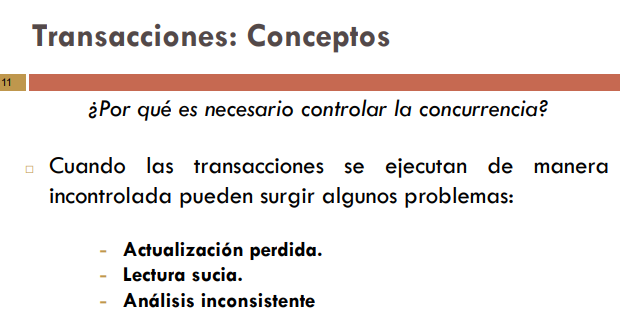 Transacciones: Conceptos
11
¿Por qué es necesario controlar la concurrencia?
Cuando las transacciones se ejecutan de manera
incontrolada pueden surgir algunos problemas:
- Actualización perdida.
- Lectura sucia.
- Análisis inconsistente